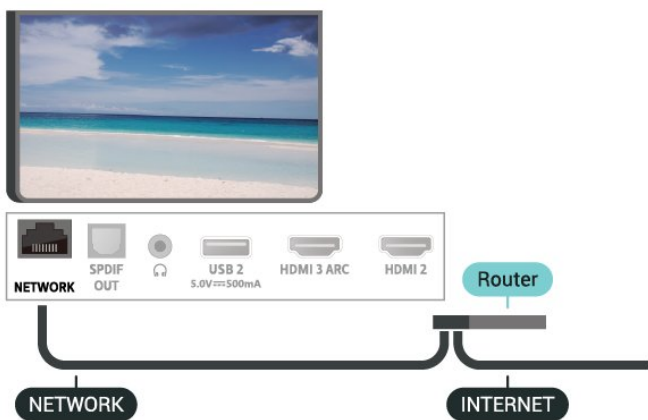 NETWORK
SPDIF
OUT
USB 2
5.0V⎓500mA
HDMI 3 ARC
HDMI 2
Router
NETWORK
INTERNET